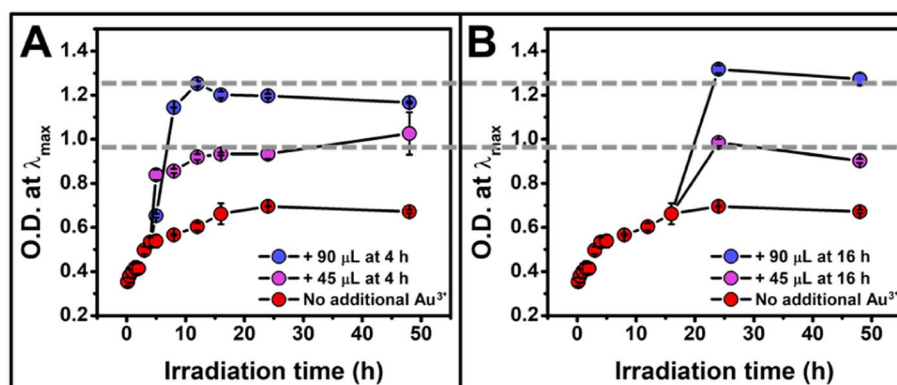 A
O.D. at λmax
1.4
1.2
1.0
0.8
0.6
0.4
0.2
0
10
20
30
40
50
Irradiation time (h)
+ 90 μL at 4 h
+ 45 μL at 4 h
No additional Au³⁺
B
O.D. at λmax
1.4
1.2
1.0
0.8
0.6
0.4
0.2
0
10
20
30
40
50
Irradiation time (h)
+ 90 μL at 16 h
+ 45 μL at 16 h
No additional Au³⁺